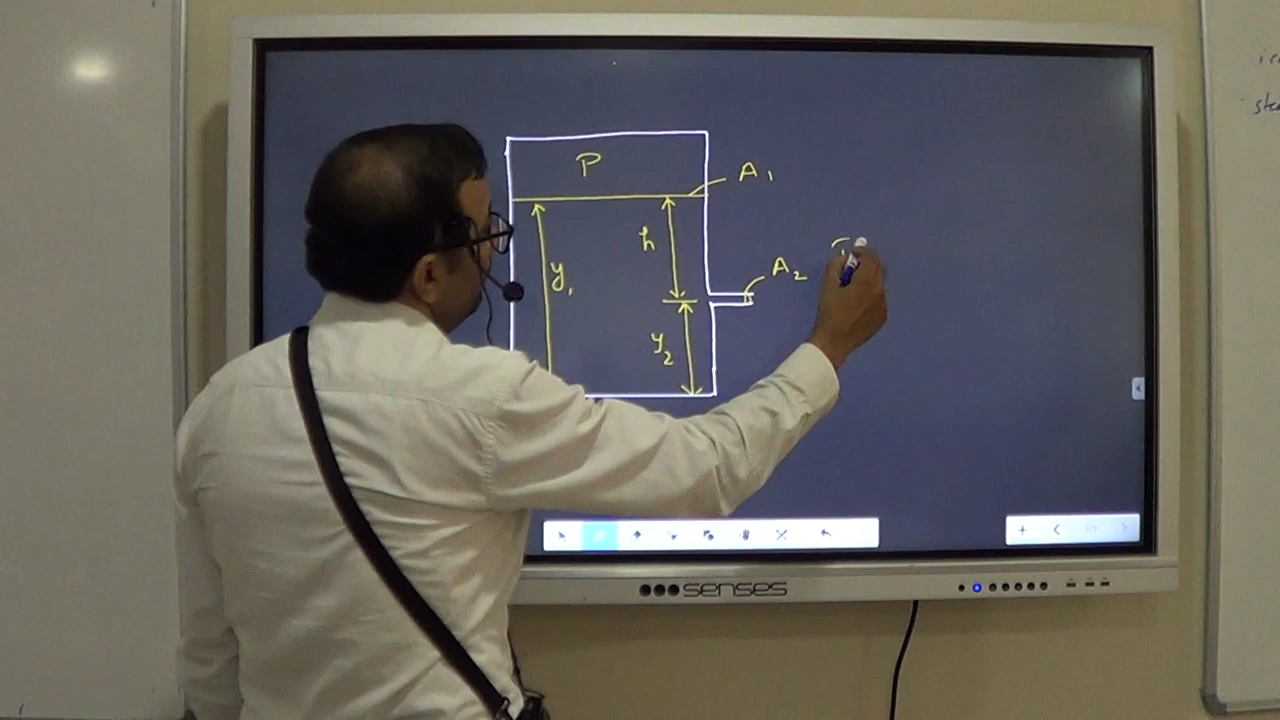 P
A₁
h
A₂
y₁
y₂
senses